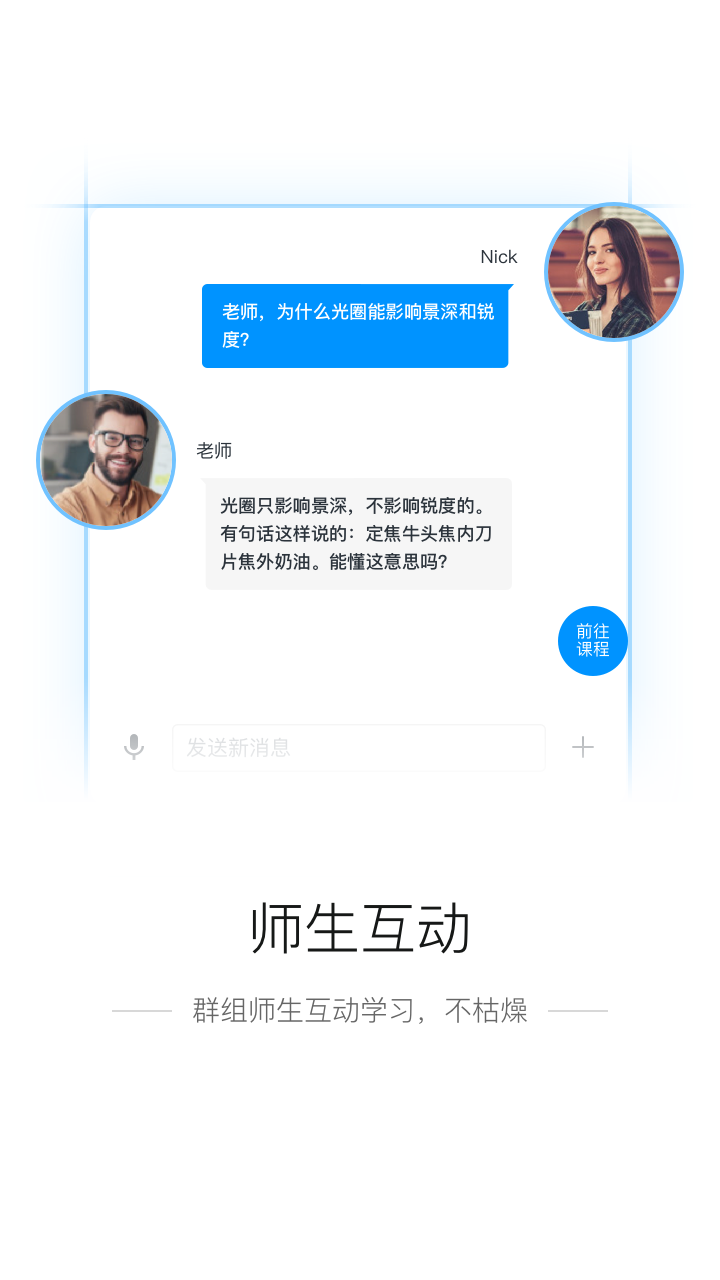 Nick
老师，为什么光圈能影响景深和锐
度?
老师
光圈只影响景深，不影响锐度的。
有句话这样说的：定焦牛头焦内刀
片焦外奶油。能懂这意思吗?
前往
课程
发送新消息
师生互动
群组师生互动学习，不枯燥